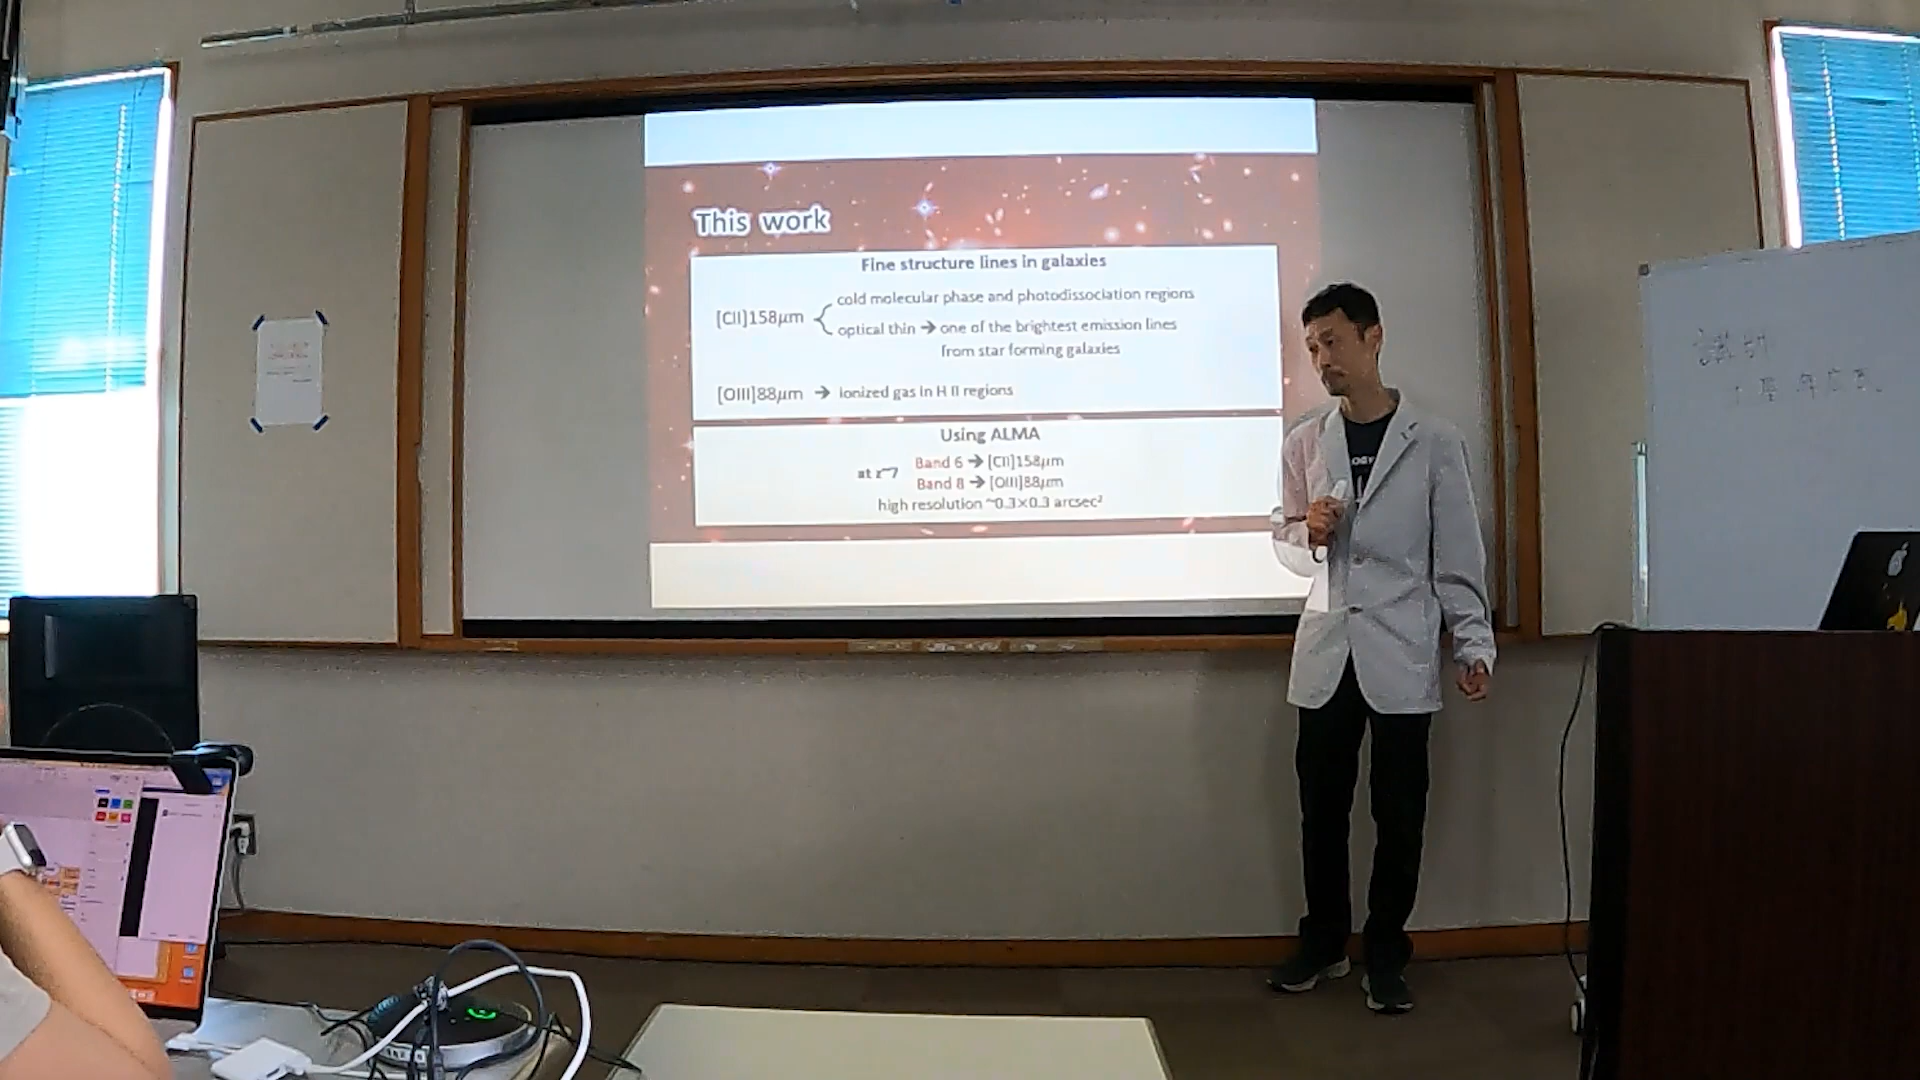 This work
Fine structure lines in galaxies
[CII]158μm
cold molecular phase and photodissociation regions
optical thin → one of the brightest emission lines
from star forming galaxies
[OIII]88μm → Ionized gas in H II regions
Using ALMA
at z~7
Band 6 → [CII]158μm
Band 8 → [OIII]88μm
high resolution ~0.3×0.3 arcsec²